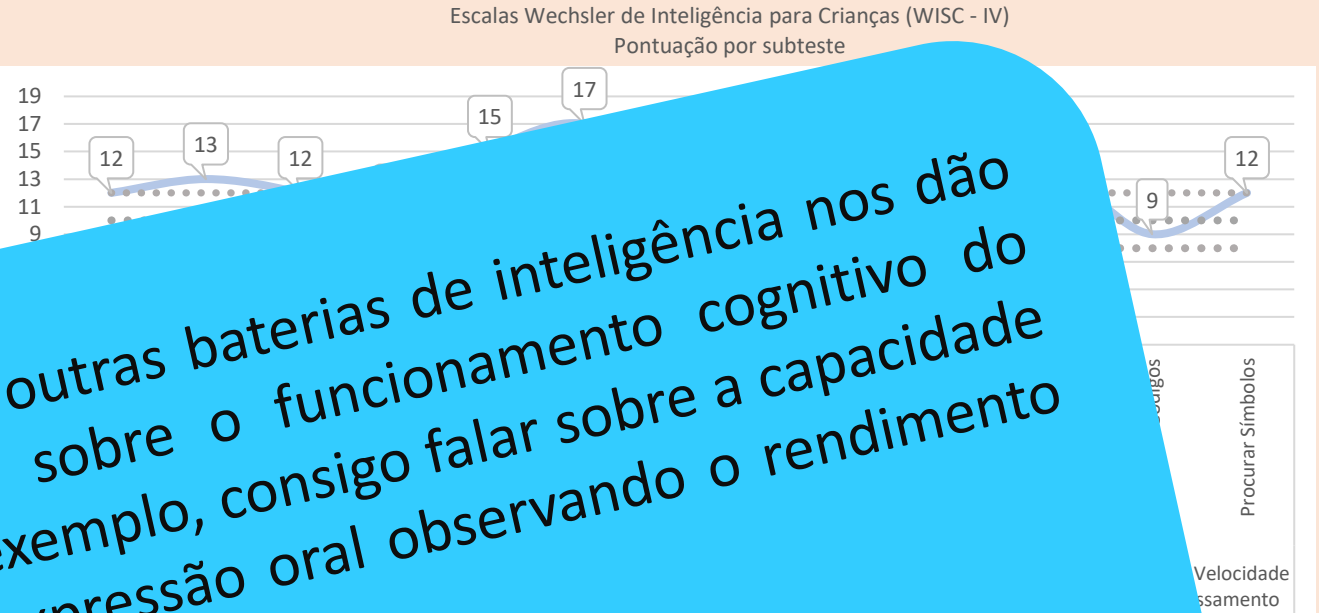 Escalas Wechsler de Inteligência para Crianças (WISC - IV)
Pontuação por subteste
19
17
15
13
11
9
12
13
12
15
17
9
12
outras baterias de inteligência nos dão
sobre o funcionamento cognitivo do
exemplo, consigo falar sobre a capacidade
expressão oral observando o rendimento
Procurar Símbolos
Velocidade